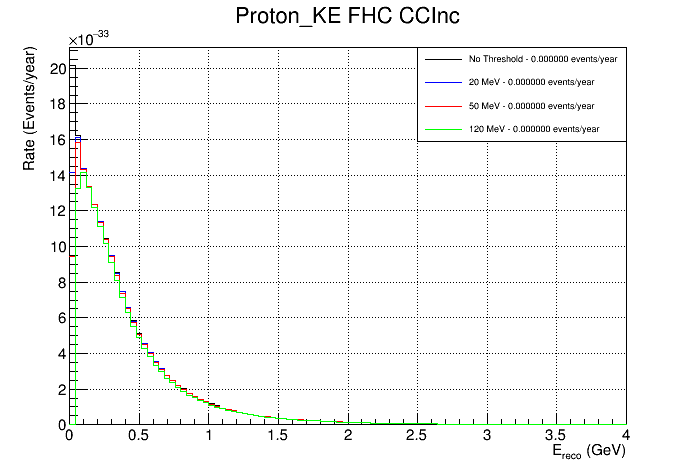 Proton_KE FHC CCInc
×10⁻³³
Rate (Events/year)
20
18
16
14
12
10
8
6
4
2
0
No Threshold - 0.000000 events/year
20 MeV - 0.000000 events/year
50 MeV - 0.000000 events/year
120 MeV - 0.000000 events/year
0 0.5 1 1.5 2 2.5 3 3.5 4
E_reco (GeV)